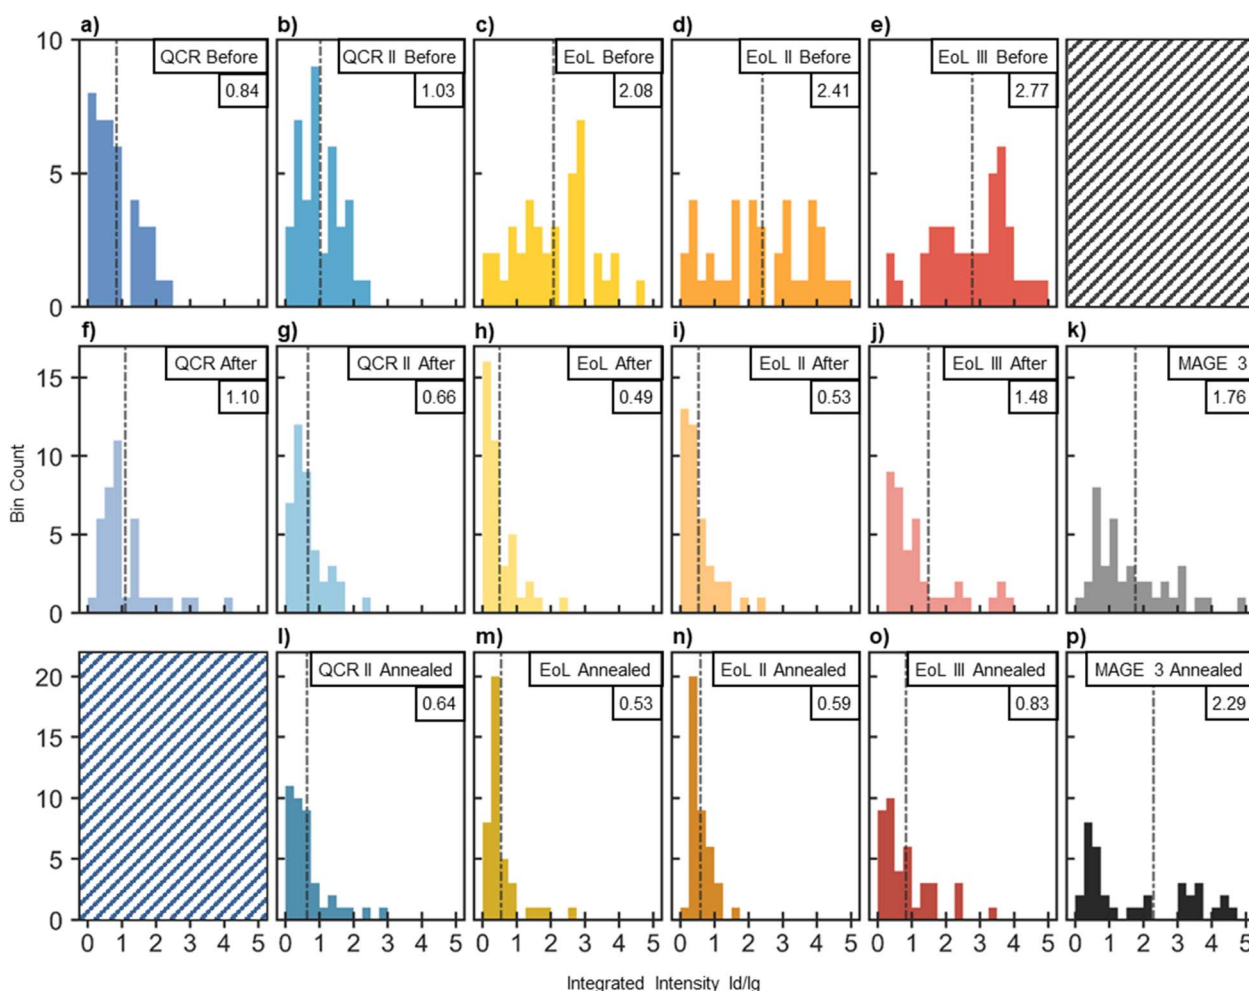 a) b) c) d) e)
10 QCR Before QCR II Before EoL Before EoL II Before EoL III Before
0.84 1.03 2.08 2.41 2.77
5
0
f) g) h) i) j) k)
QCR After QCR II After EoL After EoL II After EoL III After MAGE 3
15 1.10 0.66 0.49 0.53 1.48 1.76
10
Bin Count
5
0
l) m) n) o) p)
20 QCR II Annealed EoL Annealed EoL II Annealed EoL III Annealed MAGE 3 Annealed
0.64 0.53 0.59 0.83 2.29
15
10
5
0
0 1 2 3 4 5 0 1 2 3 4 5 0 1 2 3 4 5 0 1 2 3 4 5 0 1 2 3 4 5 0 1 2 3 4 5
Integrated Intensity Id/Ig